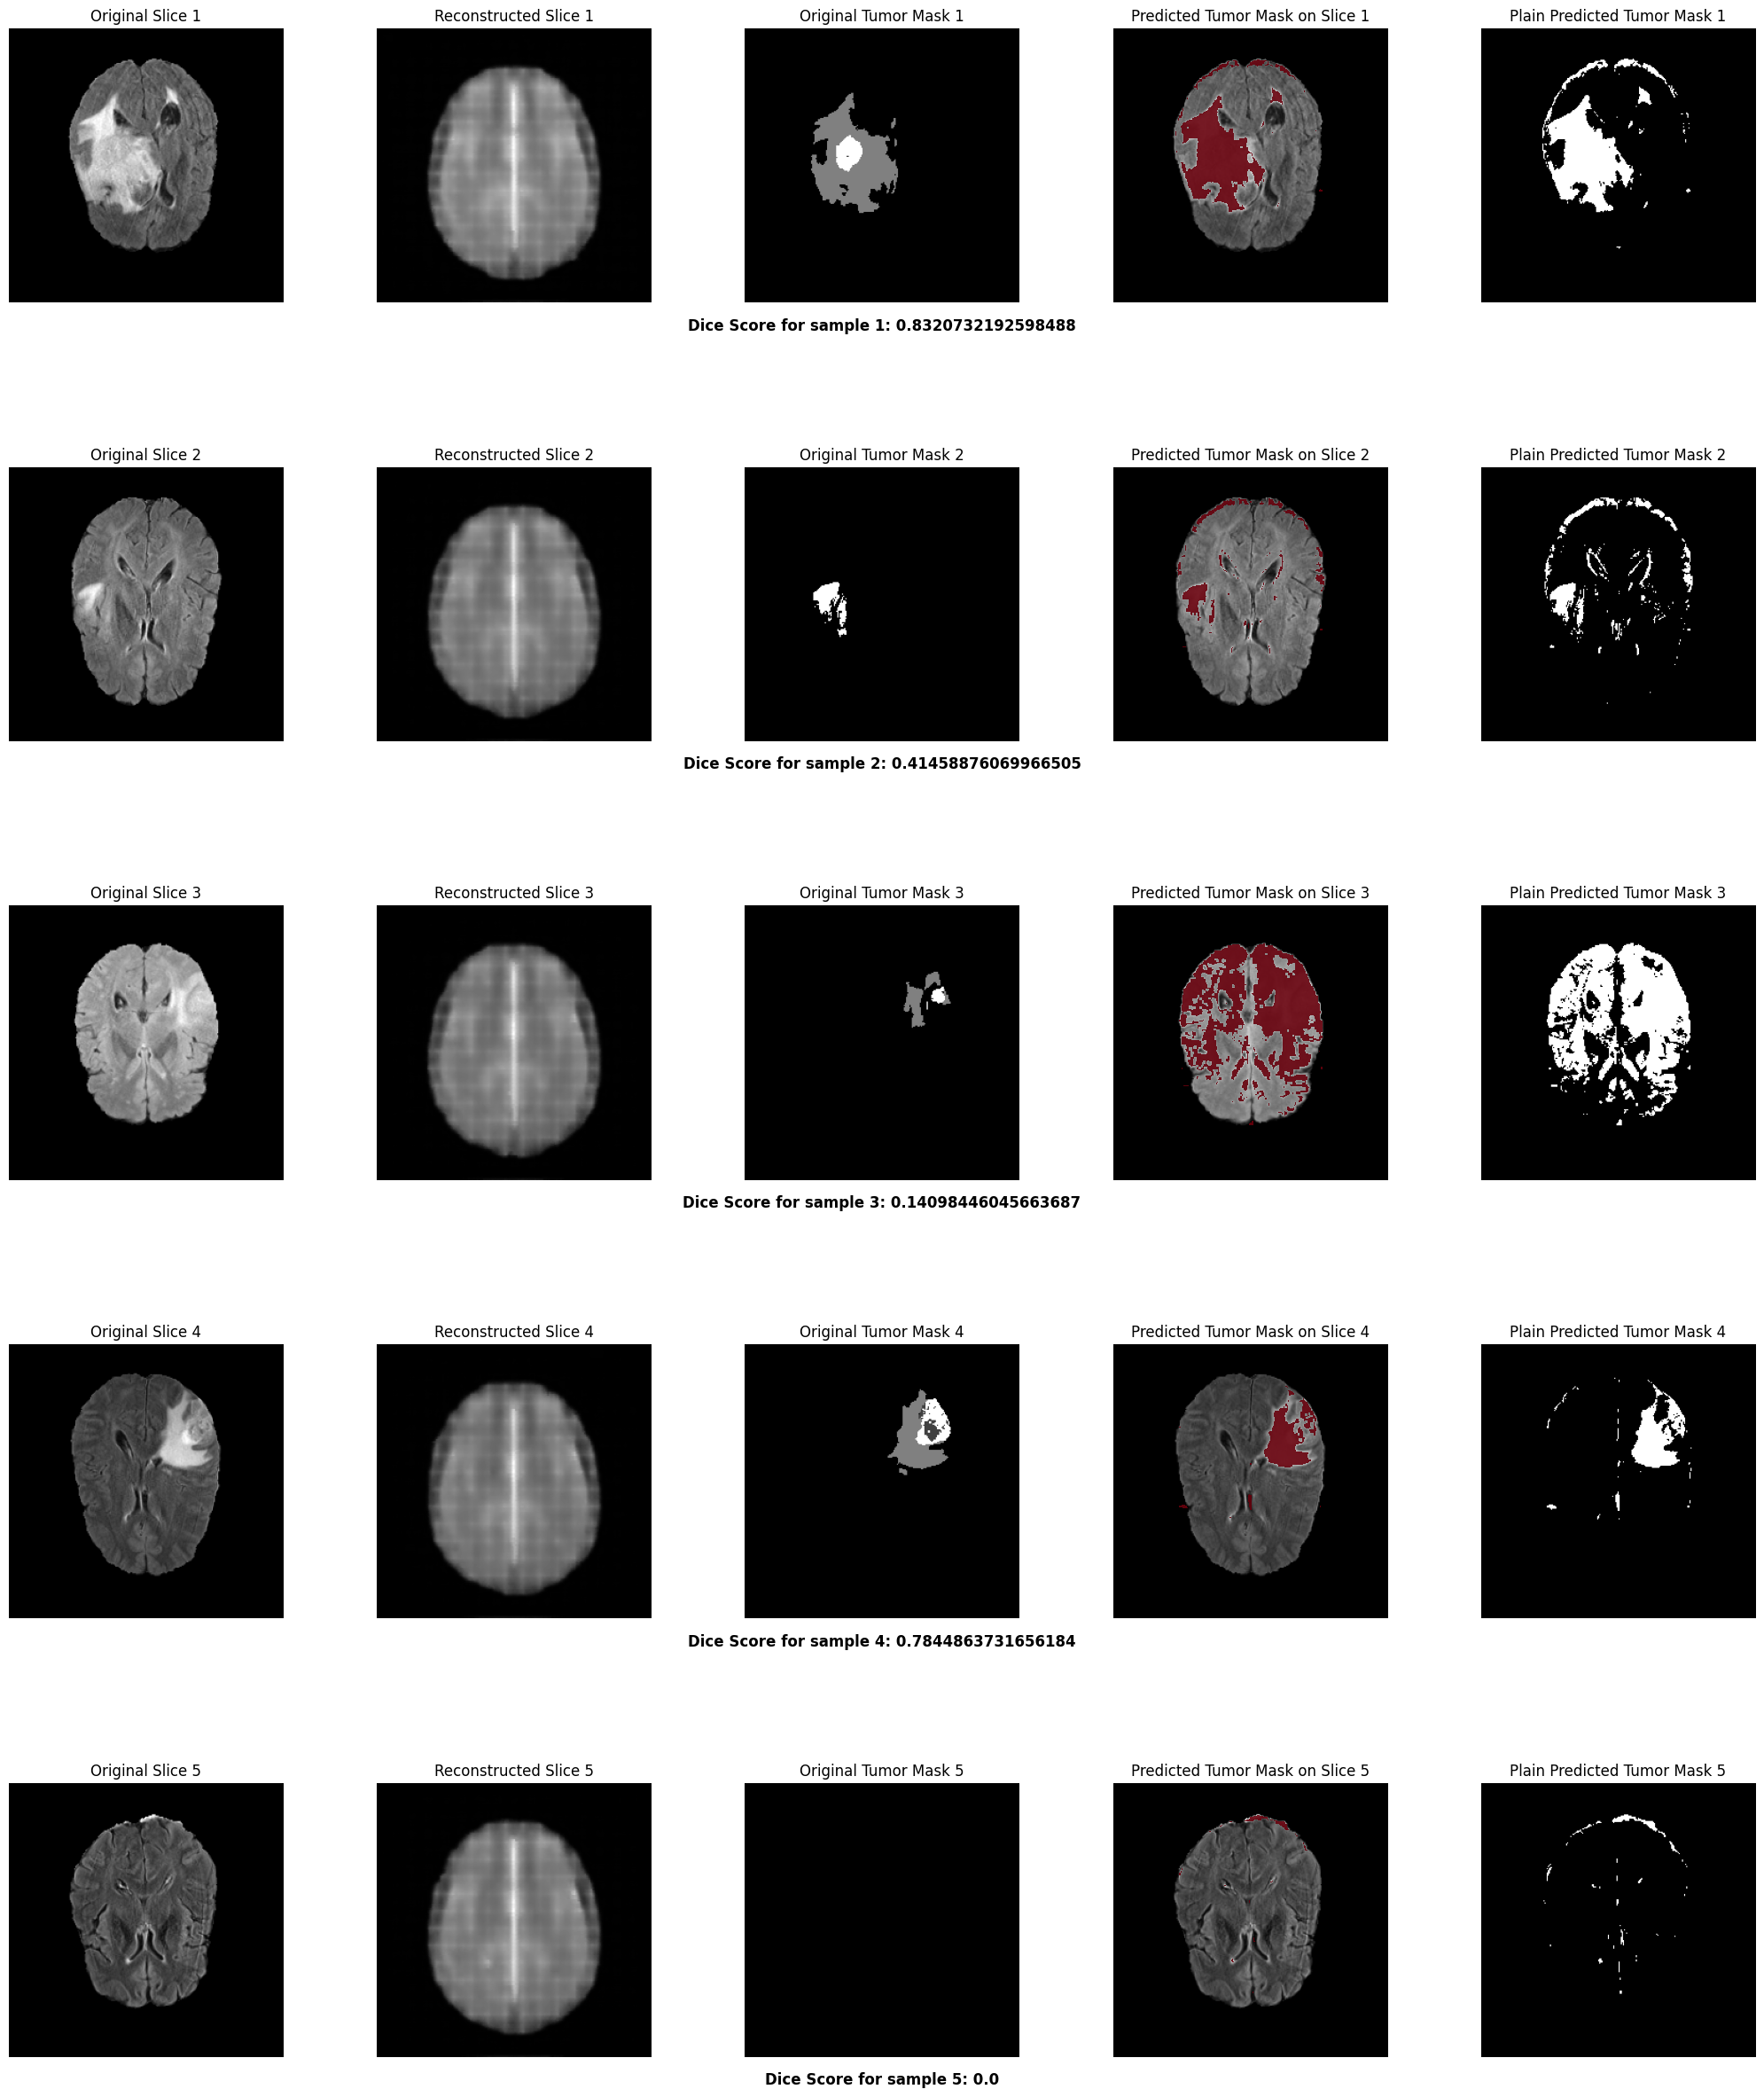 Original Slice 1 Reconstructed Slice 1 Original Tumor Mask 1 Predicted Tumor Mask on Slice 1 Plain Predicted Tumor Mask 1
Dice Score for sample 1: 0.8320732192598488
Original Slice 2 Reconstructed Slice 2 Original Tumor Mask 2 Predicted Tumor Mask on Slice 2 Plain Predicted Tumor Mask 2
Dice Score for sample 2: 0.41458876069966505
Original Slice 3 Reconstructed Slice 3 Original Tumor Mask 3 Predicted Tumor Mask on Slice 3 Plain Predicted Tumor Mask 3
Dice Score for sample 3: 0.14098446045663687
Original Slice 4 Reconstructed Slice 4 Original Tumor Mask 4 Predicted Tumor Mask on Slice 4 Plain Predicted Tumor Mask 4
Dice Score for sample 4: 0.7844863731656184
Original Slice 5 Reconstructed Slice 5 Original Tumor Mask 5 Predicted Tumor Mask on Slice 5 Plain Predicted Tumor Mask 5
Dice Score for sample 5: 0.0